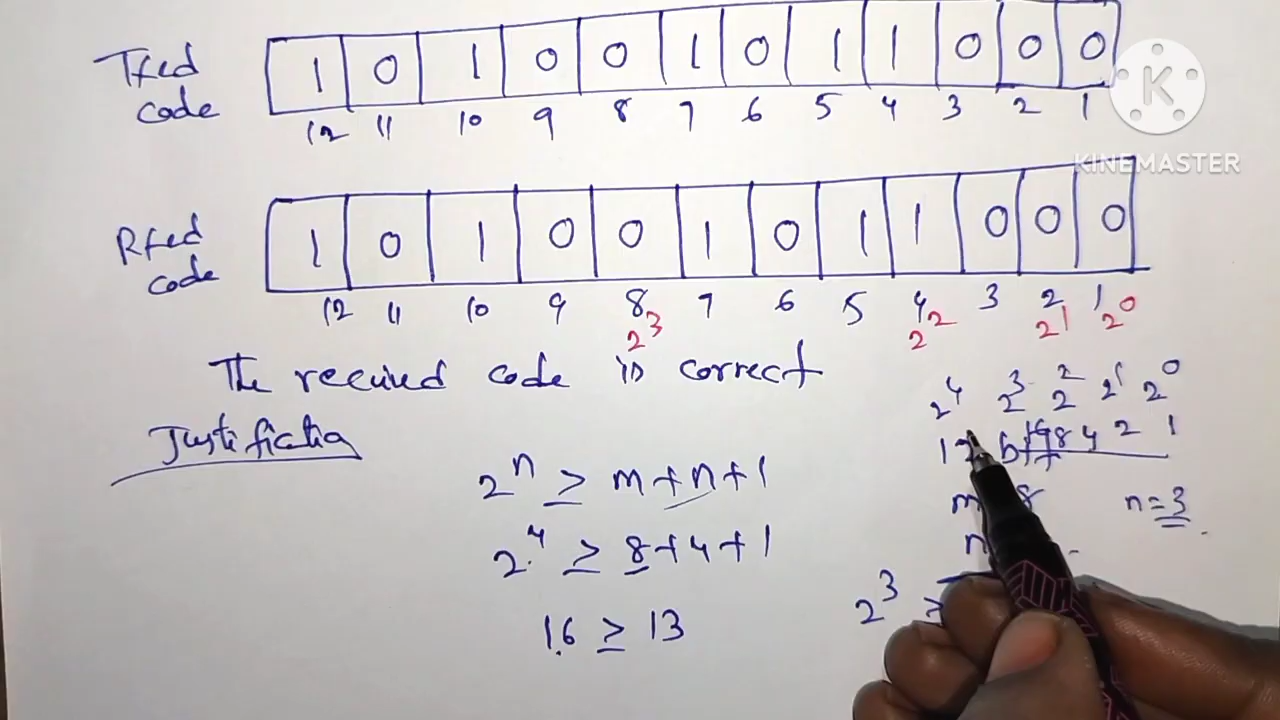 Tfed code
1 0 1 0 0 1 0 1 1 0 0 0
12 11 10 9 8 7 6 5 4 3 2 1
K
KINEMASTER
Rfed code
1 0 1 0 0 1 0 1 1 0 0 0
12 11 10 9 8 7 6 5 4 3 2 1
2³ 2² 2¹ 2⁰
The received code is correct
2⁴ 2³ 2² 2¹ 2⁰
Justifictio
12 16 8 4 2 1
2ⁿ ≥ m+n+1
m 8 n=3
2⁴ ≥ 8+4+1
n
2³ ≥
16 ≥ 13